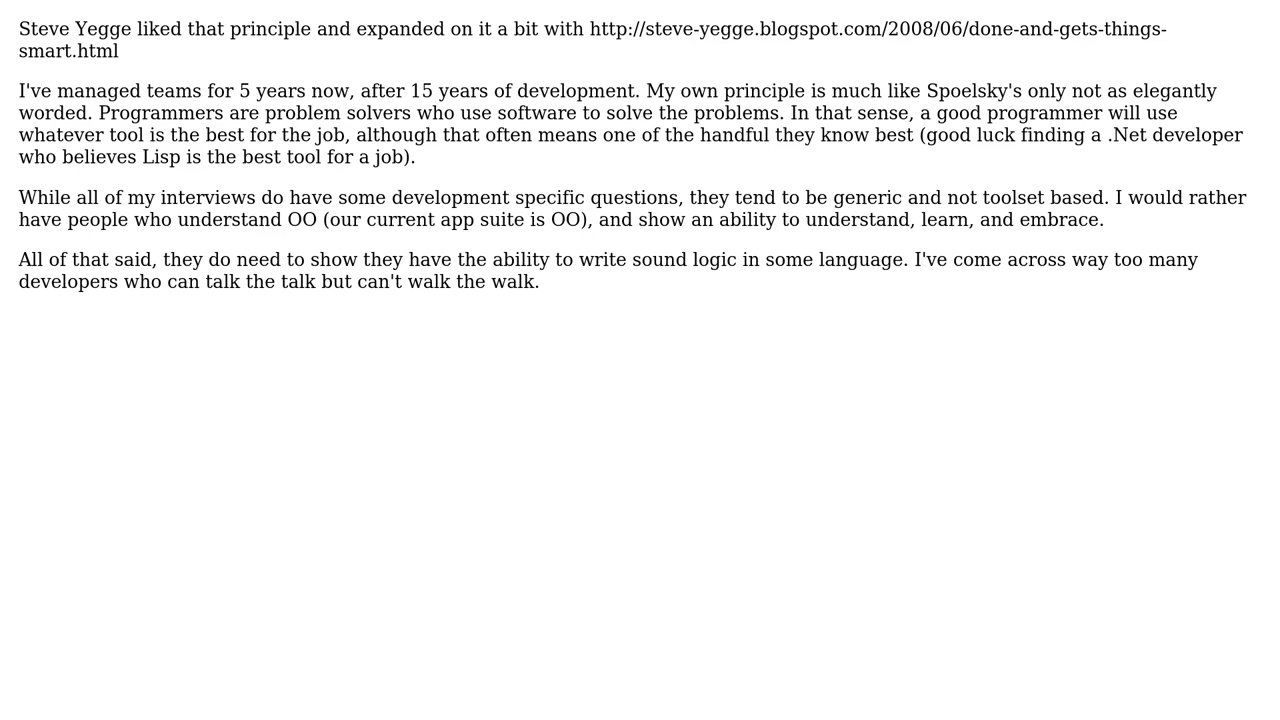 Steve Yegge liked that principle and expanded on it a bit with http://steve-yegge.blogspot.com/2008/06/done-and-gets-things-
smart.html
I've managed teams for 5 years now, after 15 years of development. My own principle is much like Spoelsky's only not as elegantly
worded. Programmers are problem solvers who use software to solve the problems. In that sense, a good programmer will use
whatever tool is the best for the job, although that often means one of the handful they know best (good luck finding a .Net developer
who believes Lisp is the best tool for a job).
While all of my interviews do have some development specific questions, they tend to be generic and not toolset based. I would rather
have people who understand OO (our current app suite is OO), and show an ability to understand, learn, and embrace.
All of that said, they do need to show they have the ability to write sound logic in some language. I've come across way too many
developers who can talk the talk but can't walk the walk.